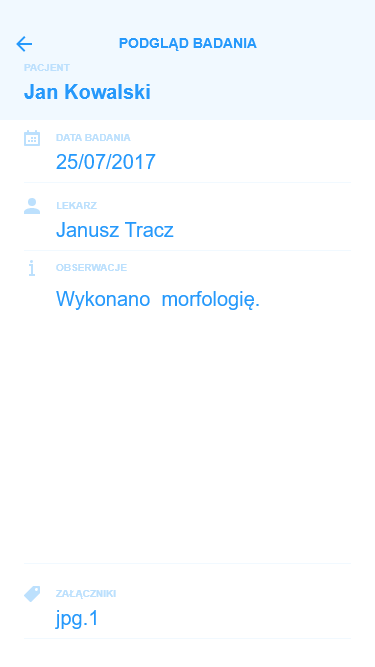 PODGLĄD BADANIA
PACJENT
Jan Kowalski
DATA BADANIA
25/07/2017
LEKARZ
Janusz Tracz
OBSERWACJE
Wykonano  morfologię.
ZAŁĄCZNIKI
jpg.1